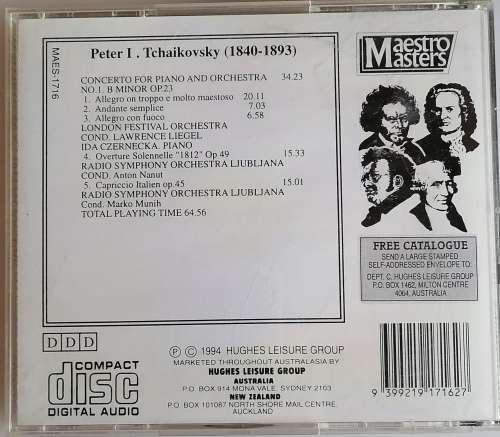 MAES-1716
Peter I . Tchaikovsky (1840-1893)
CONCERTO FOR PIANO AND ORCHESTRA 34.23
NO.1. B MINOR OP.23
1. Allegro on troppo e molto maestoso 20.11
2. Andante semplice 7.03
3. Allegro con fuoco 6.58
LONDON FESTIVAL ORCHESTRA
COND. LAWRENCE LIEGEL
IDA CZERNECKA. PIANO
4. Overture Solennelle "1812" Op 49 15.33
RADIO SYMPHONY ORCHESTRA LJUBLJANA
COND. Anton Nanut
5. Capriccio Italien op.45 15.01
RADIO SYMPHONY ORCHESTRA LJUBLJANA
Cond. Marko Munih
TOTAL PLAYING TIME 64.56
Maestro
Masters
FREE CATALOGUE
SEND A LARGE STAMPED
SELF-ADDRESSED ENVELOPE TO:
DEPT. C, HUGHES LEISURE GROUP
P.O. BOX 1462, MILTON CENTRE
4064, AUSTRALIA
DDD
COMPACT
disc
DIGITAL AUDIO
Ⓟ © 1994 HUGHES LEISURE GROUP
MARKETED THROUGHOUT AUSTRALASIA BY
HUGHES LEISURE GROUP
AUSTRALIA
P.O. BOX 914 MONA VALE, SYDNEY 2103
NEW ZEALAND
P.O BOX 101087 NORTH SHORE MAIL CENTRE
AUCKLAND
9 399219 171627